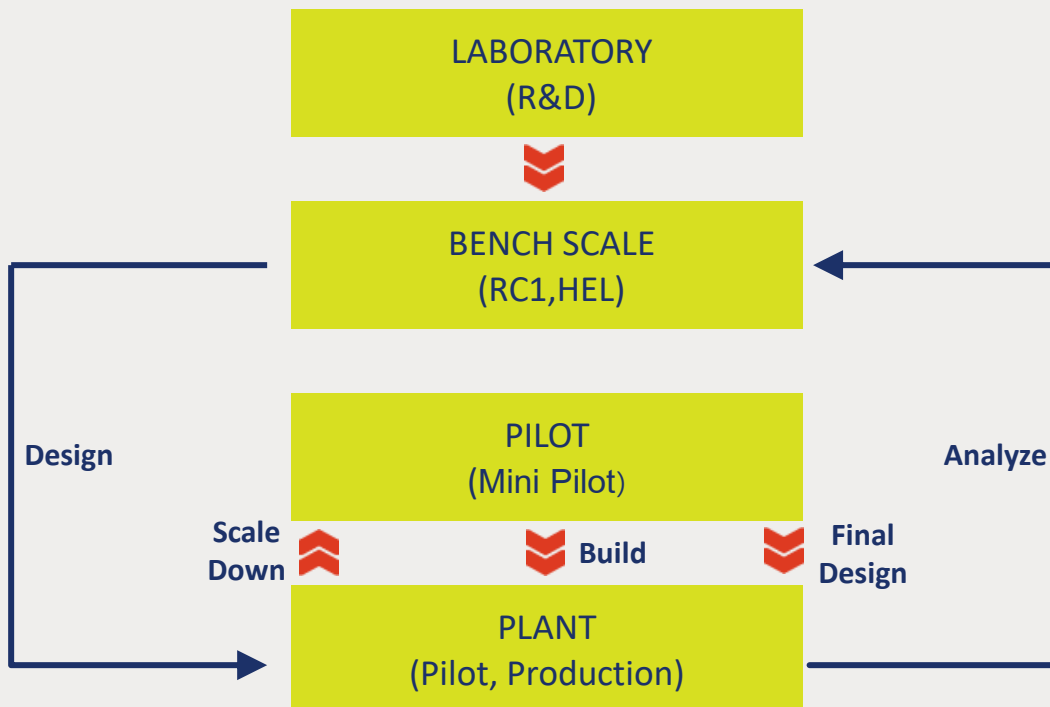 LABORATORY
(R&D)
BENCH SCALE
(RC1,HEL)
PILOT
(Mini Pilot)
Design
Analyze
Scale
Down
Build
Final
Design
PLANT
(Pilot, Production)